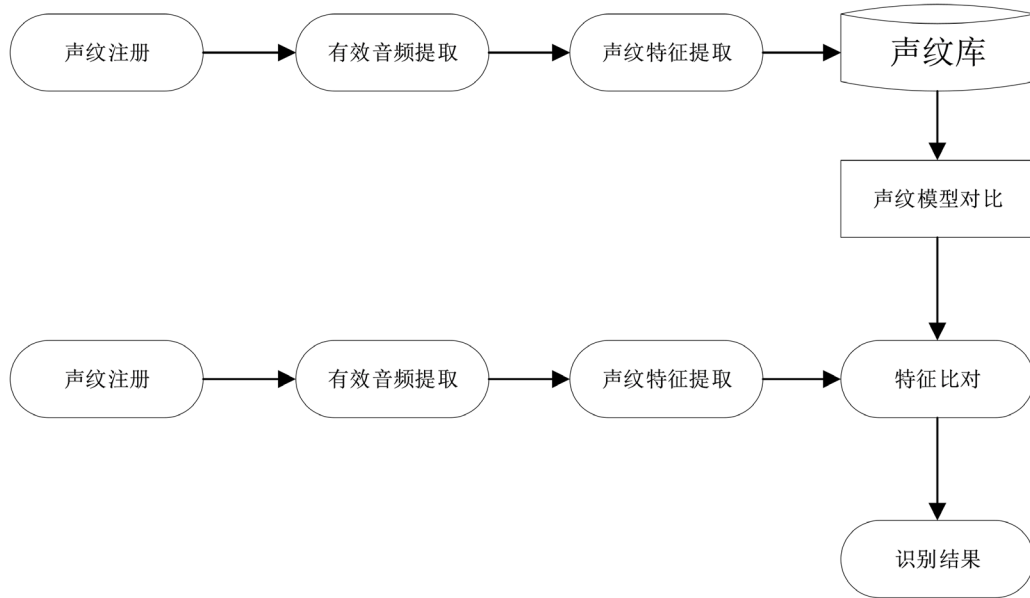 声纹注册
有效音频提取
声纹特征提取
声纹库
声纹模型对比
声纹注册
有效音频提取
声纹特征提取
特征比对
识别结果